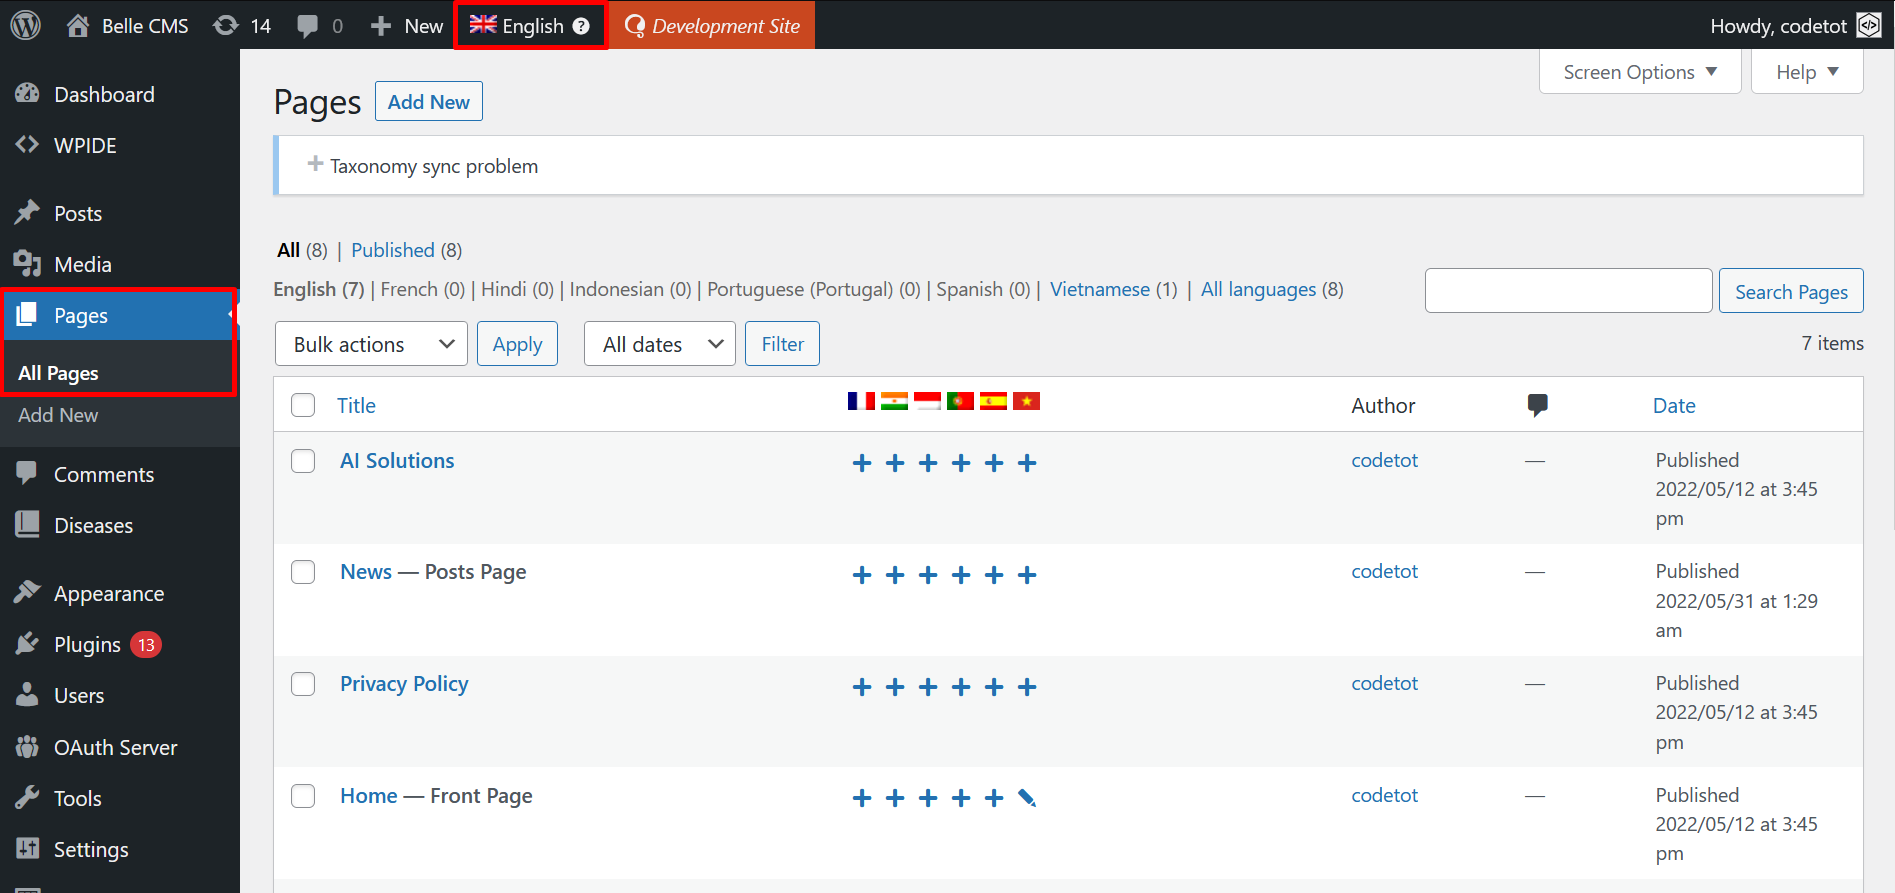 Belle CMS 14 0 New English Development Site Howdy, codetot
Screen Options Help
Dashboard
WPIDE
Posts
Media
Pages
All Pages
Add New
Comments
Diseases
Appearance
Plugins 13
Users
OAuth Server
Tools
Settings
Pages Add New
Taxonomy sync problem
All (8) | Published (8)
English (7) | French (0) | Hindi (0) | Indonesian (0) | Portuguese (Portugal) (0) | Spanish (0) | Vietnamese (1) | All languages (8)
Search Pages
Bulk actions Apply All dates Filter
7 items
Title Author Date
AI Solutions codetot — Published
2022/05/12 at 3:45
pm
News — Posts Page codetot — Published
2022/05/31 at 1:29
am
Privacy Policy codetot — Published
2022/05/12 at 3:45
pm
Home — Front Page codetot — Published
2022/05/12 at 3:45
pm